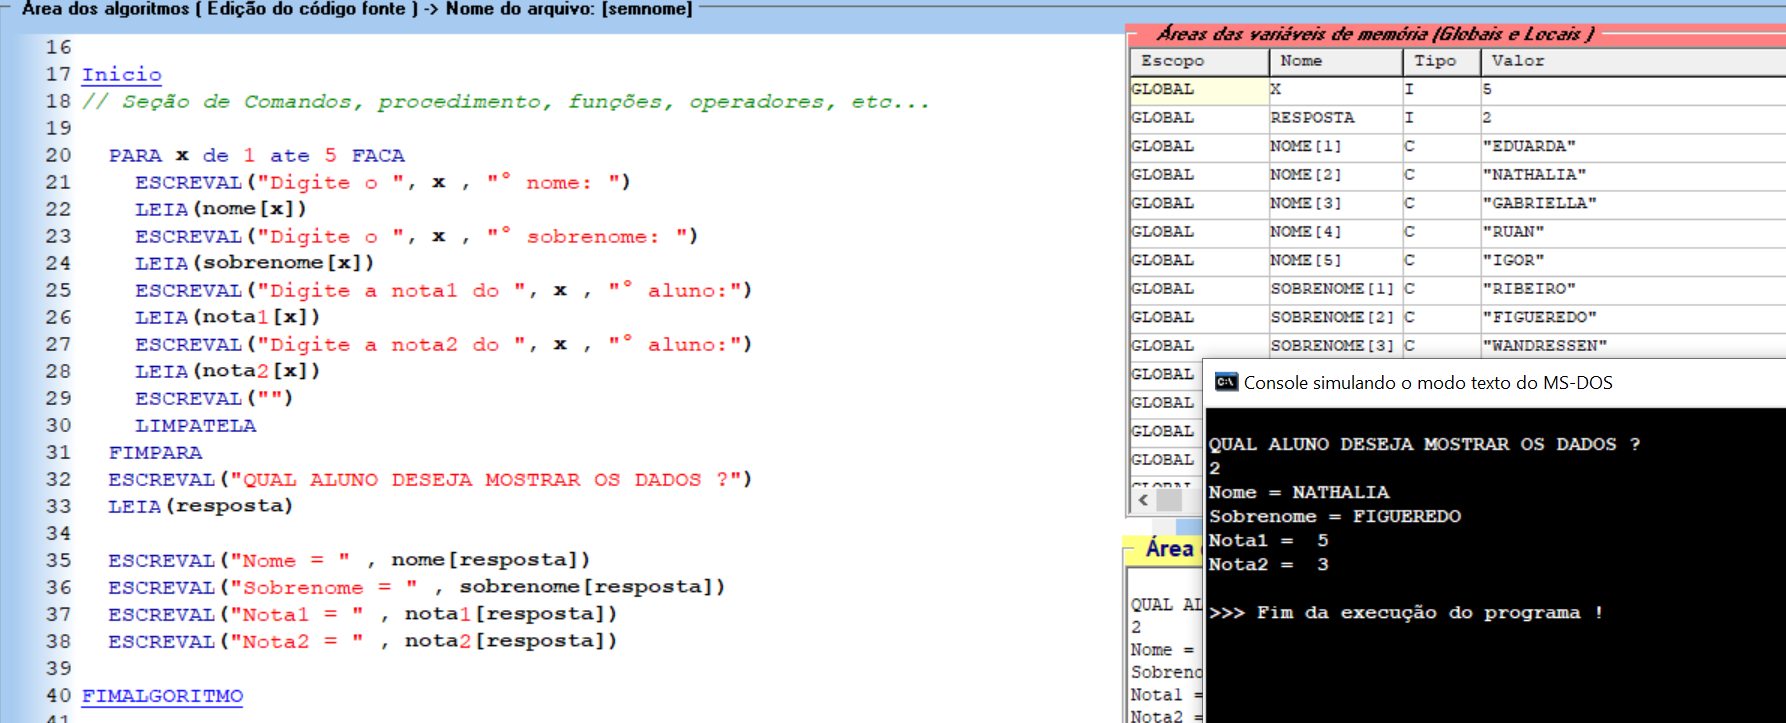 Área dos algoritmos ( Edição do código fonte ) -> Nome do arquivo: [semnome]
16
17 Inicio
18 // Seção de Comandos, procedimento, funções, operadores, etc...
19
20 PARA x de 1 ate 5 FACA
21 ESCREVAL("Digite o ", x , "° nome: ")
22 LEIA(nome[x])
23 ESCREVAL("Digite o ", x , "° sobrenome: ")
24 LEIA(sobrenome[x])
25 ESCREVAL("Digite a nota1 do ", x , "° aluno:")
26 LEIA(nota1[x])
27 ESCREVAL("Digite a nota2 do ", x , "° aluno:")
28 LEIA(nota2[x])
29 ESCREVAL("")
30 LIMPATELA
31 FIMPARA
32 ESCREVAL("QUAL ALUNO DESEJA MOSTRAR OS DADOS ?")
33 LEIA(resposta)
34
35 ESCREVAL("Nome = " , nome[resposta])
36 ESCREVAL("Sobrenome = " , sobrenome[resposta])
37 ESCREVAL("Nota1 = " , nota1[resposta])
38 ESCREVAL("Nota2 = " , nota2[resposta])
39
40 FIMALGORITMO
41
Áreas das variáveis de memória (Globais e Locais )
Escopo Nome Tipo Valor
GLOBAL X I 5
GLOBAL RESPOSTA I 2
GLOBAL NOME[1] C "EDUARDA"
GLOBAL NOME[2] C "NATHALIA"
GLOBAL NOME[3] C "GABRIELLA"
GLOBAL NOME[4] C "RUAN"
GLOBAL NOME[5] C "IGOR"
GLOBAL SOBRENOME[1] C "RIBEIRO"
GLOBAL SOBRENOME[2] C "FIGUEREDO"
GLOBAL SOBRENOME[3] C "WANDRESSEN"
GLOBAL
GLOBAL
GLOBAL
GLOBAL
GLOBAL
Console simulando o modo texto do MS-DOS
QUAL ALUNO DESEJA MOSTRAR OS DADOS ?
2
Nome = NATHALIA
Sobrenome = FIGUEREDO
Nota1 = 5
Nota2 = 3
>>> Fim da execução do programa !
Área
QUAL AL
2
Nome =
Sobreno
Nota1 =
Nota2 =